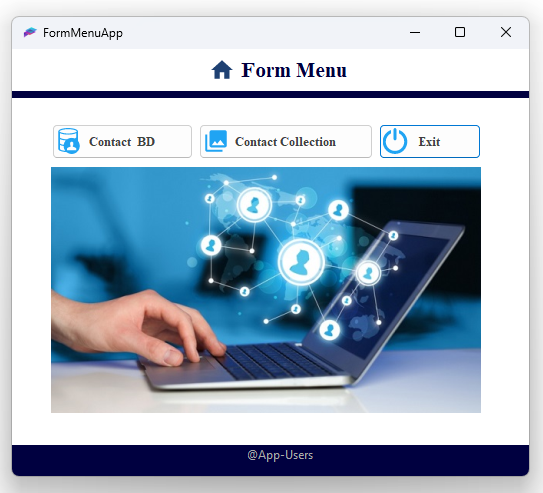 FormMenuApp
Form Menu
Contact  BD
Contact Collection
Exit
@App-Users